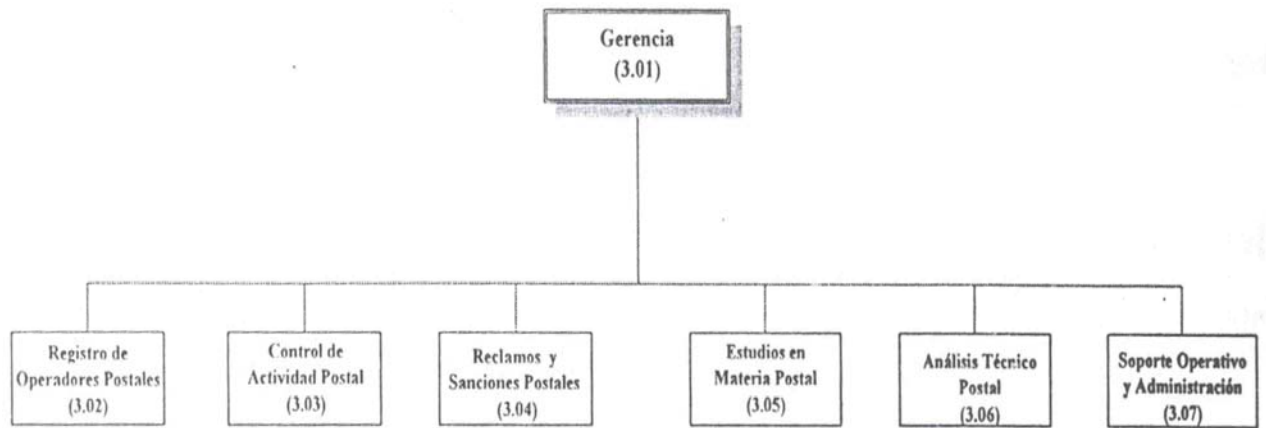 Gerencia
(3.01)
Registro de
Operadores Postales
(3.02)
Control de
Actividad Postal
(3.03)
Reclamos y
Sanciones Postales
(3.04)
Estudios en
Materia Postal
(3.05)
Análisis Técnico
Postal
(3.06)
Soporte Operativo
y Administración
(3.07)